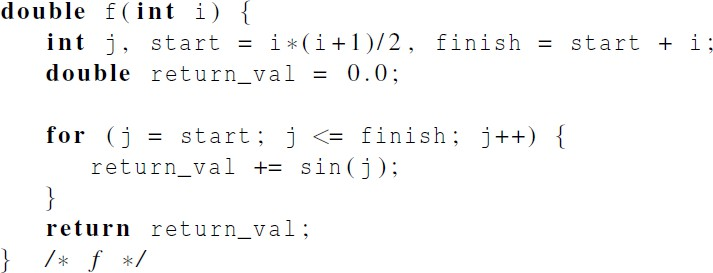 double f(int i) {
   int j, start = i*(i+1)/2, finish = start + i;
   double return_val = 0.0;

   for (j = start; j <= finish; j++) {
      return_val += sin(j);
   }
   return return_val;
}  /* f */